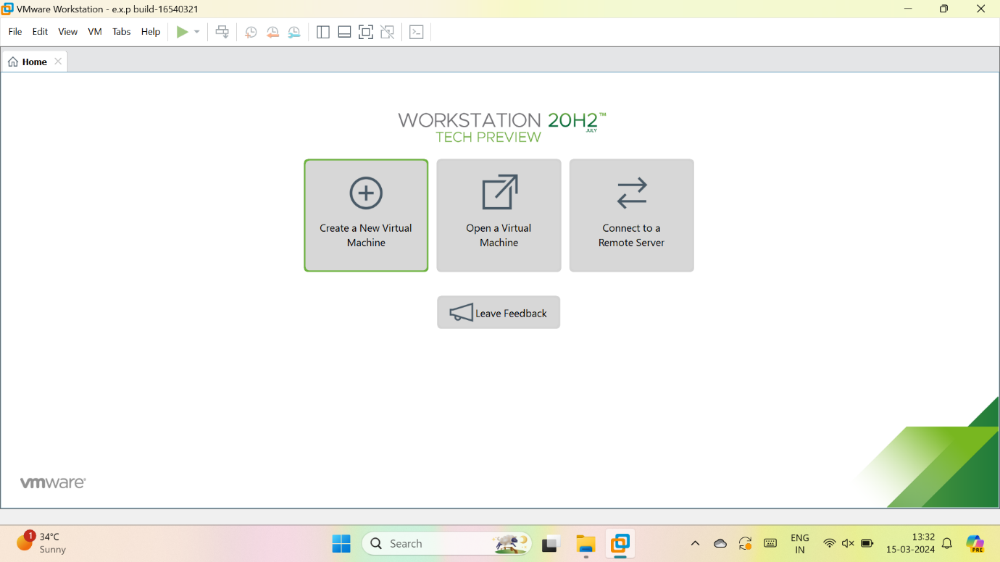 VMware Workstation - e.x.p build-16540321
File Edit View VM Tabs Help
Home
WORKSTATION 20H2™
JULY
TECH PREVIEW
Create a New Virtual
Machine
Open a Virtual
Machine
Connect to a
Remote Server
Leave Feedback
vmware®
1
34°C
Sunny
Search
ENG
IN
13:32
15-03-2024
PRE